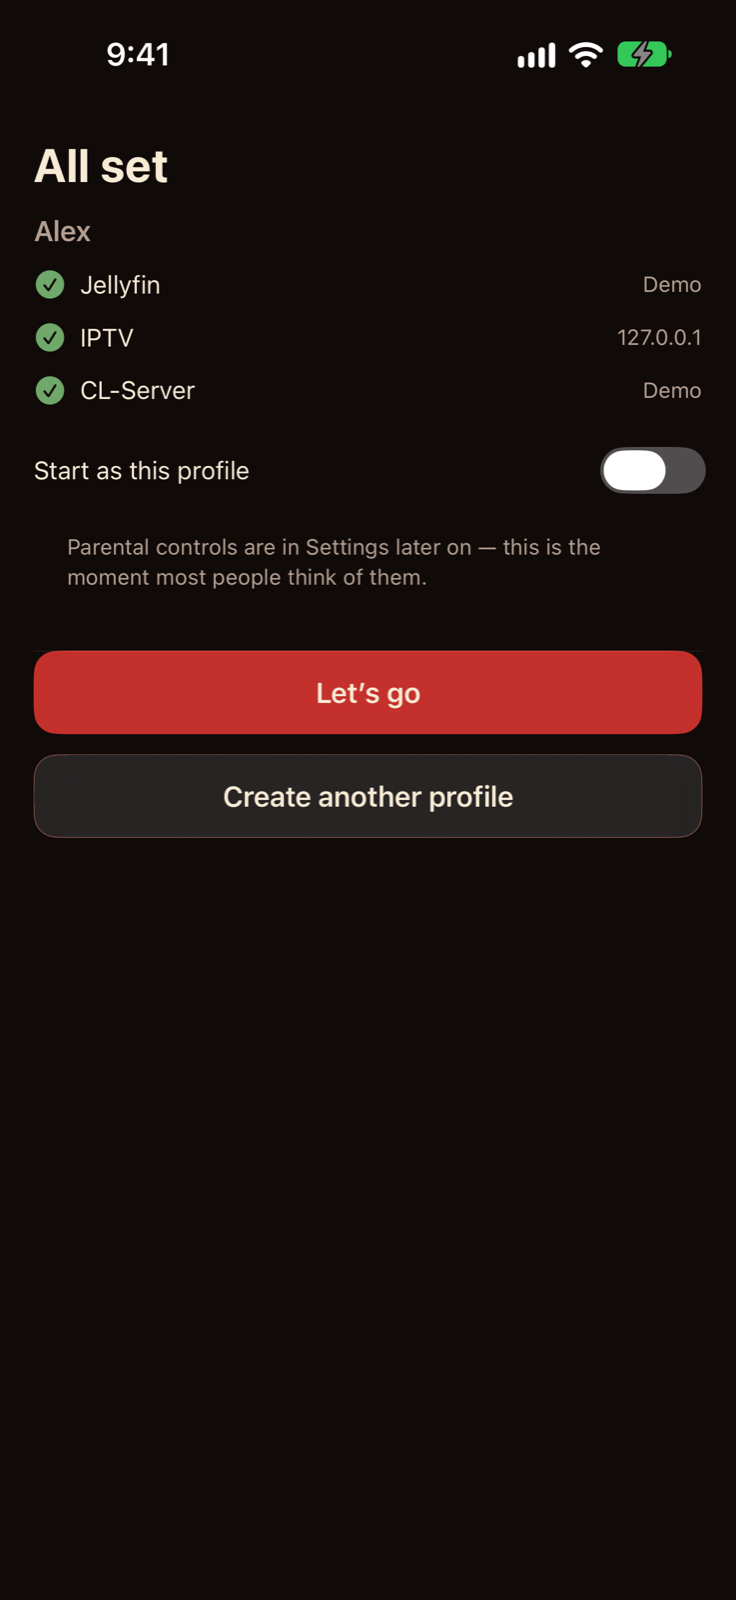 9:41
All set
Alex
Jellyfin Demo
IPTV 127.0.0.1
CL-Server Demo
Start as this profile
Parental controls are in Settings later on — this is the
moment most people think of them.
Let’s go
Create another profile